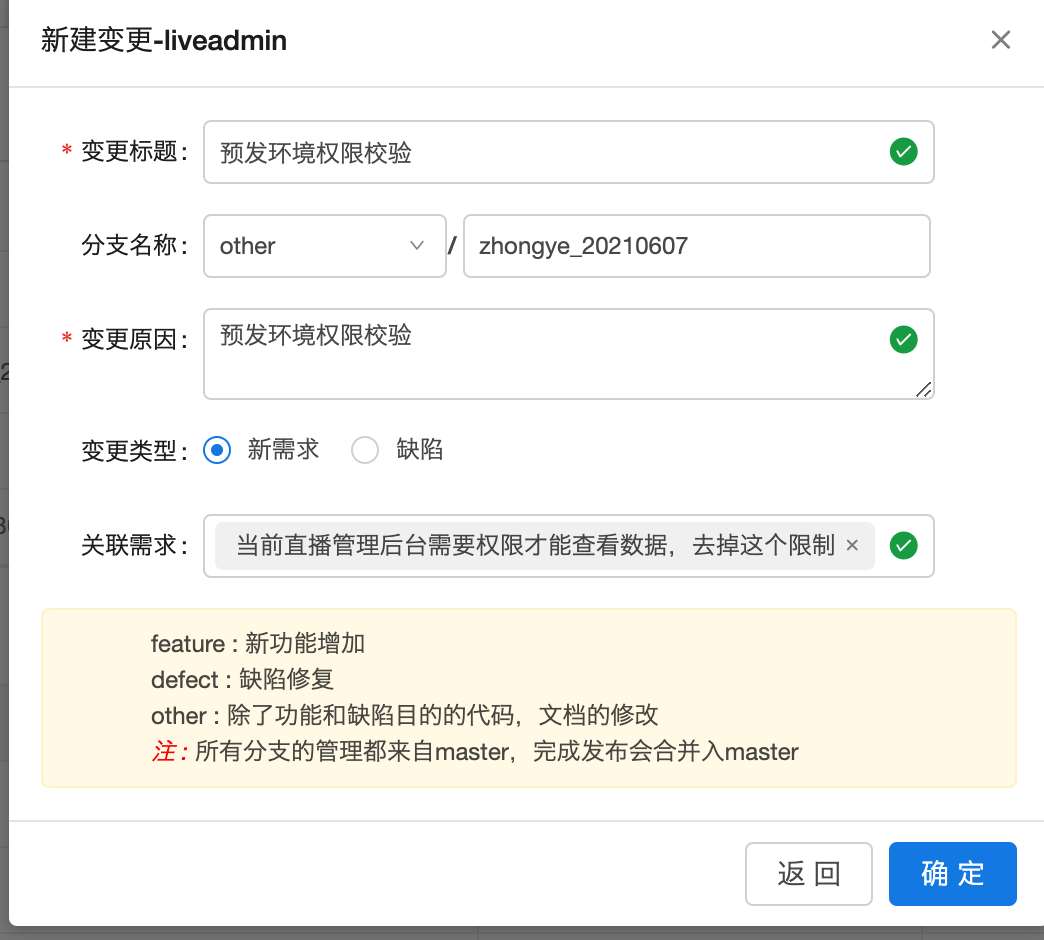 新建变更-liveadmin
* 变更标题: 预发环境权限校验
分支名称: other / zhongye_20210607
* 变更原因: 预发环境权限校验
变更类型: 新需求 缺陷
关联需求: 当前直播管理后台需要权限才能查看数据，去掉这个限制 ×
feature : 新功能增加
defect : 缺陷修复
other : 除了功能和缺陷目的的代码，文档的修改
注 : 所有分支的管理都来自master，完成发布会合并入master
返 回 确 定